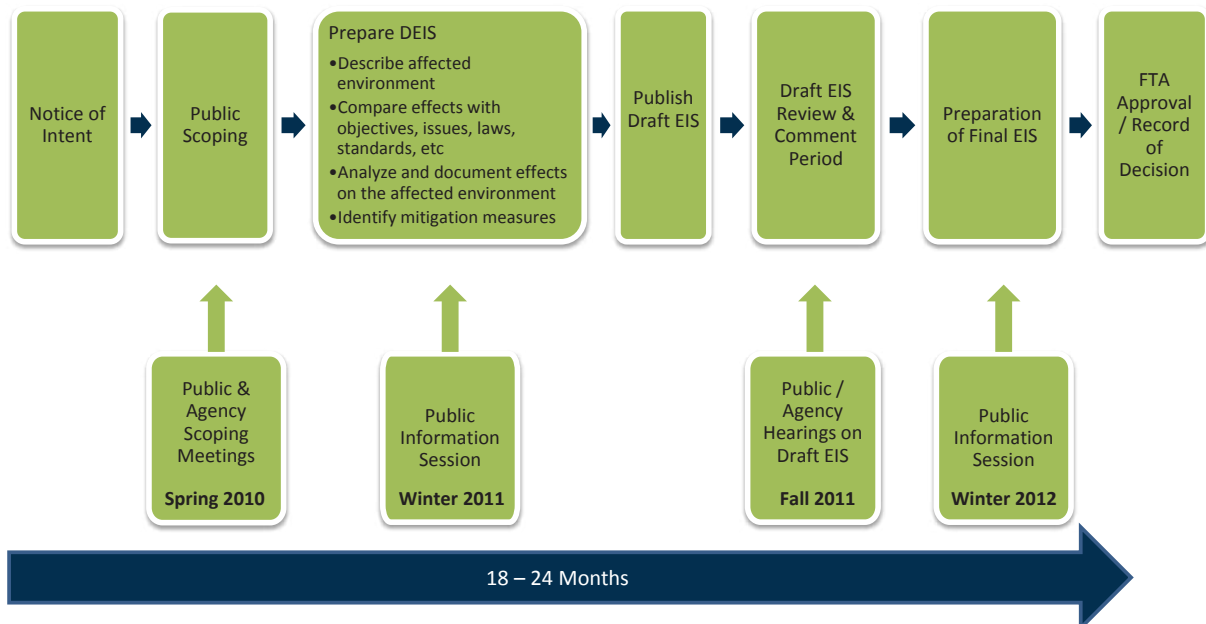 Notice of
Intent
Public
Scoping
Prepare DEIS
•Describe affected
environment
•Compare effects with
objectives, issues, laws,
standards, etc
•Analyze and document effects
on the affected environment
•Identify mitigation measures
Publish
Draft EIS
Draft EIS
Review &
Comment
Period
Preparation
of Final EIS
FTA
Approval
/ Record
of
Decision
Public &
Agency
Scoping
Meetings
Spring 2010
Public
Information
Session
Winter 2011
Public /
Agency
Hearings on
Draft EIS
Fall 2011
Public
Information
Session
Winter 2012
18 – 24 Months